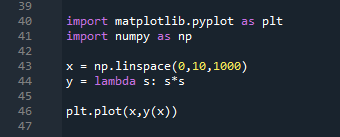 39
40 import matplotlib.pyplot as plt
41 import numpy as np
42
43 x = np.linspace(0,10,1000)
44 y = lambda s: s*s
45
46 plt.plot(x,y(x))
47